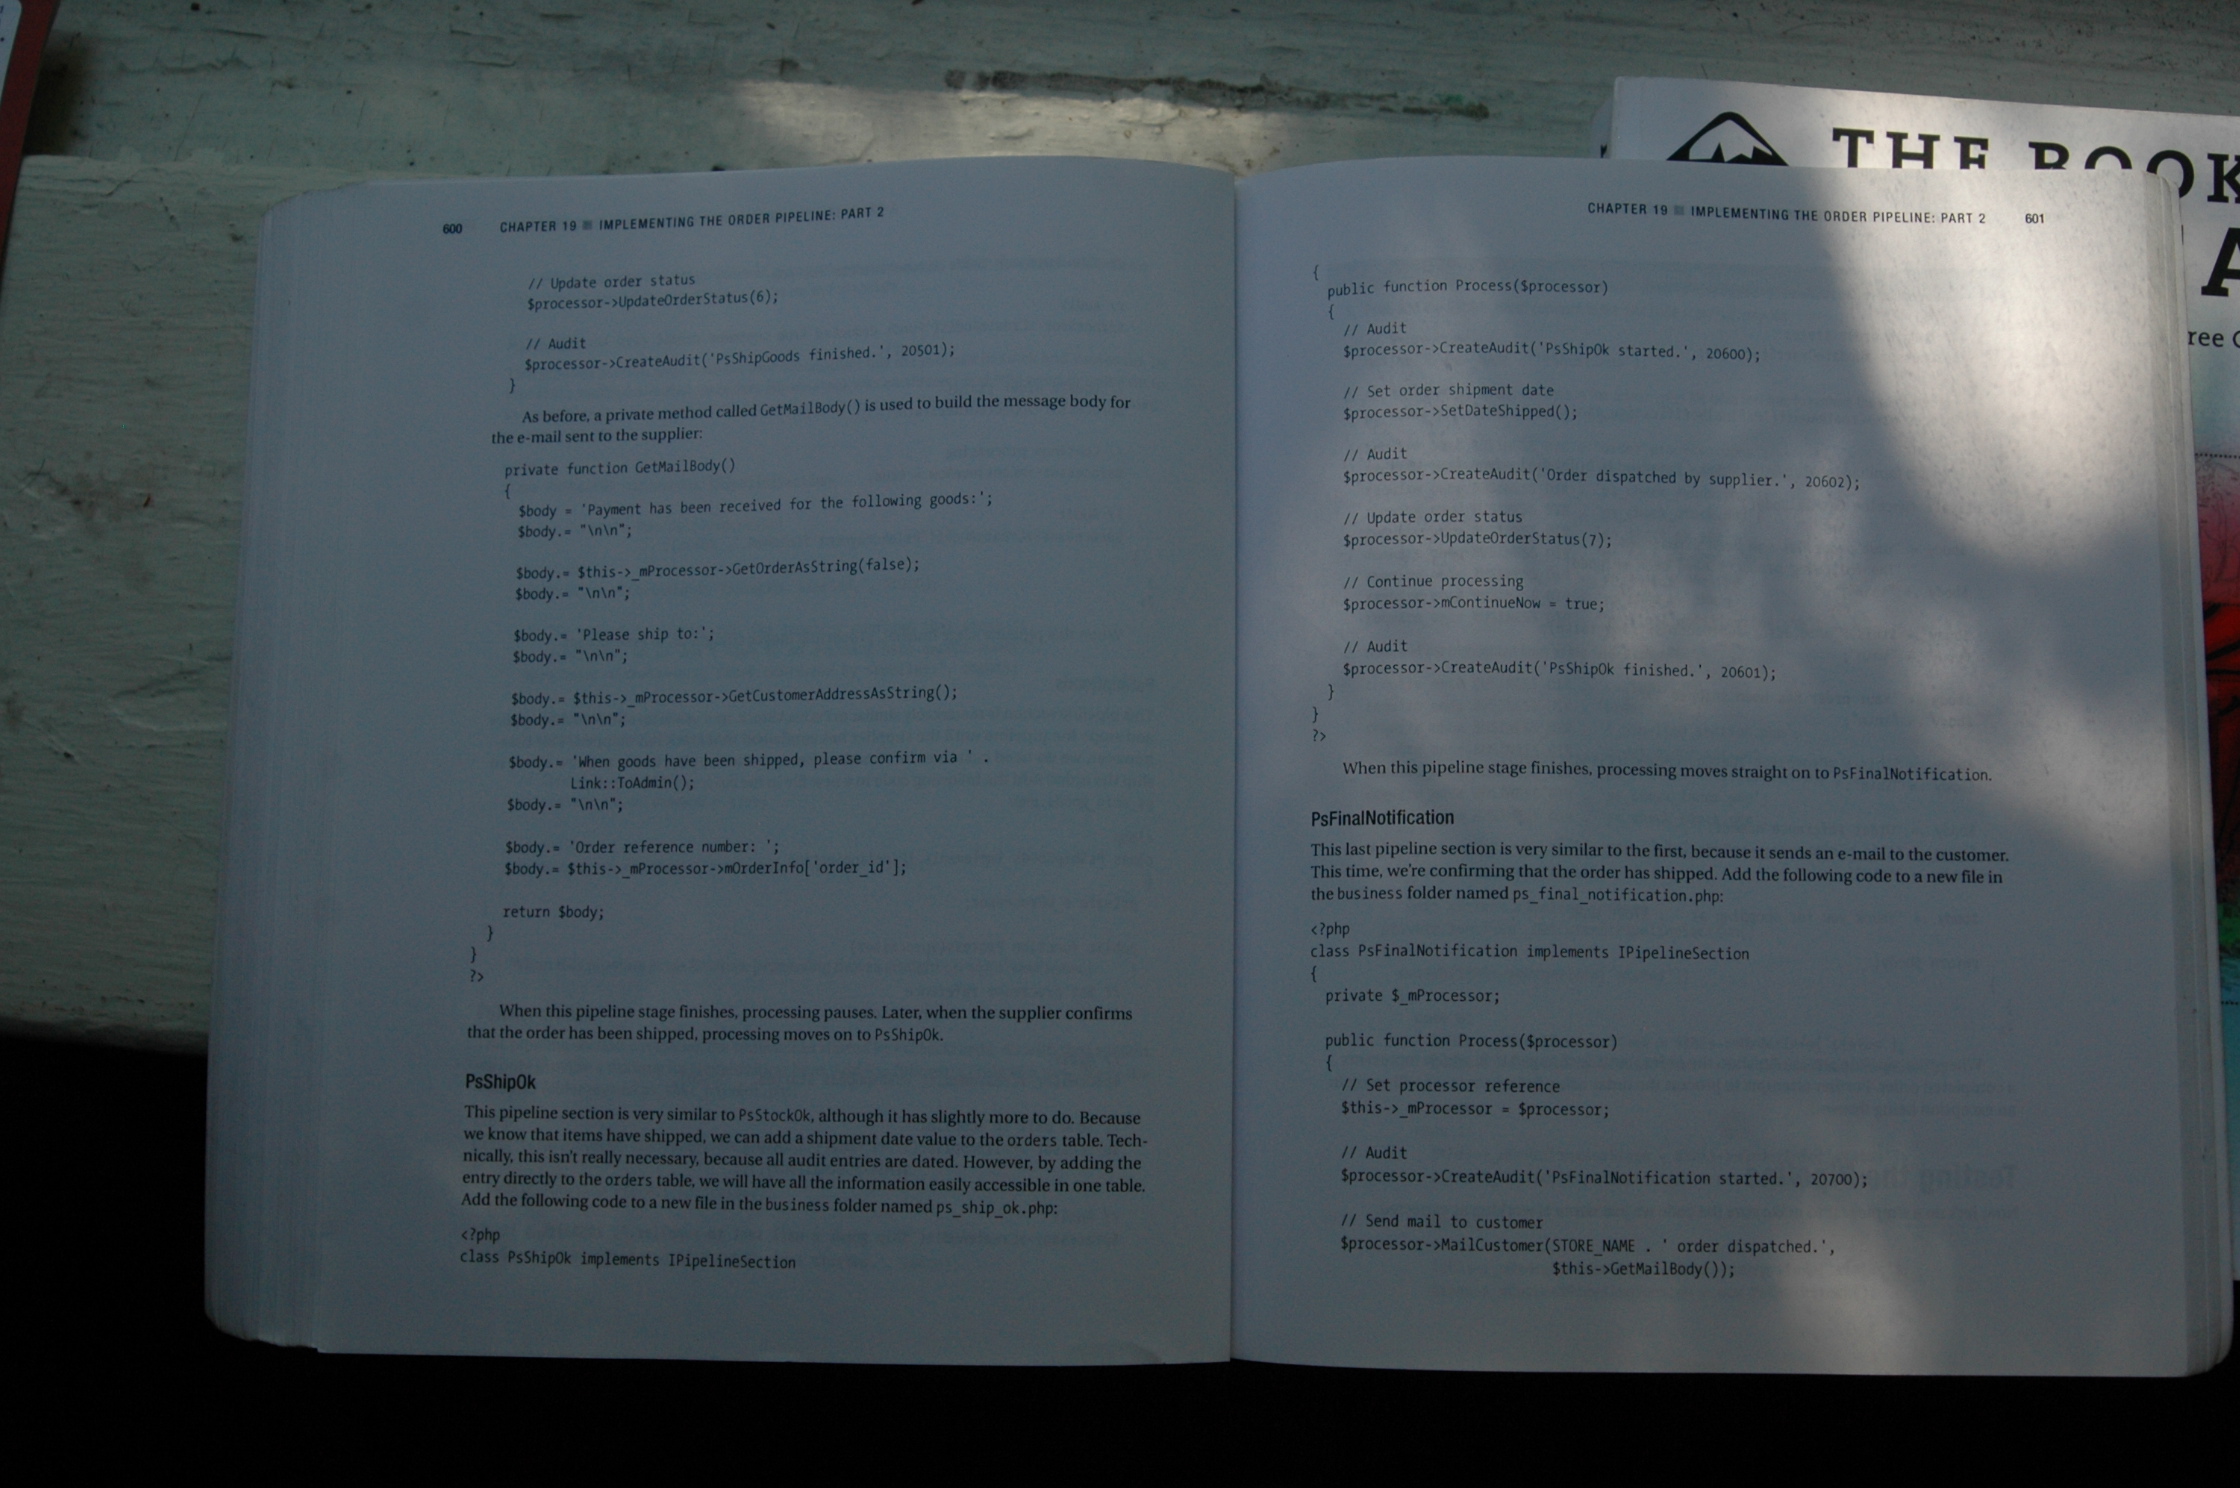 600 CHAPTER 19 ■ IMPLEMENTING THE ORDER PIPELINE: PART 2
// Update order status
$processor->UpdateOrderStatus(6);
// Audit
$processor->CreateAudit('PsShipGoods finished.', 20501);
}
As before, a private method called GetMailBody() is used to build the message body for
the e-mail sent to the supplier:
private function GetMailBody()
{
$body = 'Payment has been received for the following goods:';
$body.= "\n\n";
$body.= $this->_mProcessor->GetOrderAsString(false);
$body.= "\n\n";
$body.= 'Please ship to:';
$body.= "\n\n";
$body.= $this->_mProcessor->GetCustomerAddressAsString();
$body.= "\n\n";
$body.= 'When goods have been shipped, please confirm via ' .
Link::ToAdmin();
$body.= "\n\n";
$body.= 'Order reference number: ';
$body.= $this->_mProcessor->mOrderInfo['order_id'];
return $body;
}
}
?>
When this pipeline stage finishes, processing pauses. Later, when the supplier confirms
that the order has been shipped, processing moves on to PsShipOk.
PsShipOk
This pipeline section is very similar to PsStockOk, although it has slightly more to do. Because
we know that items have shipped, we can add a shipment date value to the orders table. Tech-
nically, this isn't really necessary, because all audit entries are dated. However, by adding the
entry directly to the orders table, we will have all the information easily accessible in one table.
Add the following code to a new file in the business folder named ps_ship_ok.php:
<?php
class PsShipOk implements IPipelineSection
CHAPTER 19 ■ IMPLEMENTING THE ORDER PIPELINE: PART 2 601
{
public function Process($processor)
{
// Audit
$processor->CreateAudit('PsShipOk started.', 20600);
// Set order shipment date
$processor->SetDateShipped();
// Audit
$processor->CreateAudit('Order dispatched by supplier.', 20602);
// Update order status
$processor->UpdateOrderStatus(7);
// Continue processing
$processor->mContinueNow = true;
// Audit
$processor->CreateAudit('PsShipOk finished.', 20601);
}
}
?>
When this pipeline stage finishes, processing moves straight on to PsFinalNotification.
PsFinalNotification
This last pipeline section is very similar to the first, because it sends an e-mail to the customer.
This time, we're confirming that the order has shipped. Add the following code to a new file in
the business folder named ps_final_notification.php:
<?php
class PsFinalNotification implements IPipelineSection
{
private $_mProcessor;
public function Process($processor)
{
// Set processor reference
$this->_mProcessor = $processor;
// Audit
$processor->CreateAudit('PsFinalNotification started.', 20700);
// Send mail to customer
$processor->MailCustomer(STORE_NAME . ' order dispatched.',
$this->GetMailBody());
THE BOOK